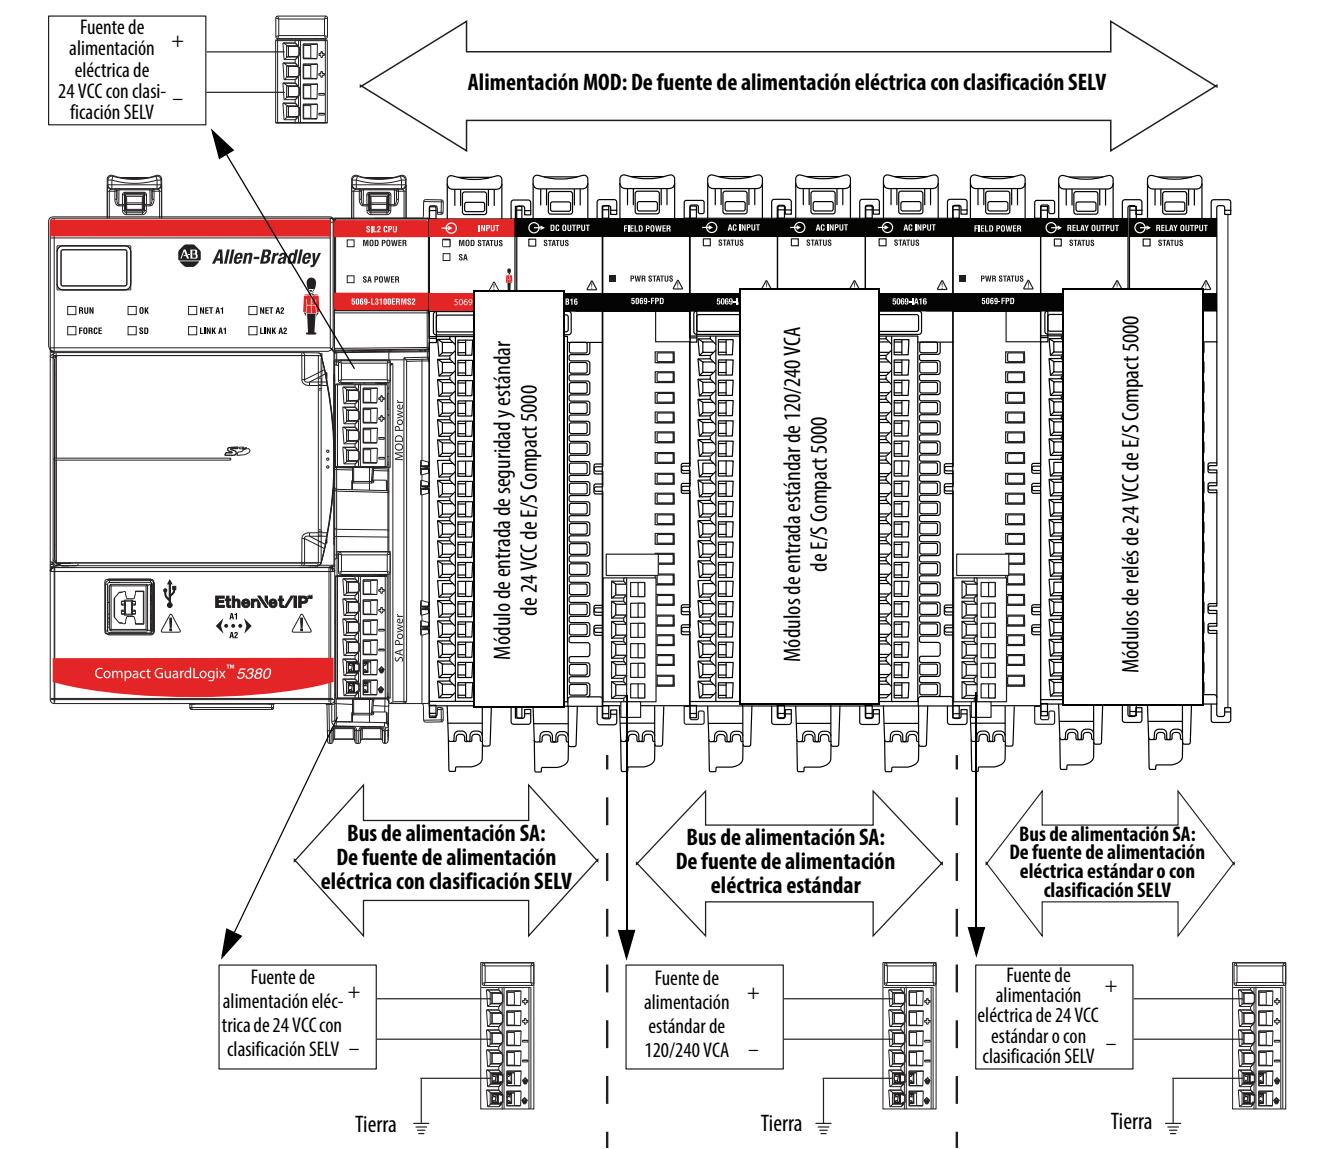 Fuente de
alimentación
eléctrica de
24 VCC con clasi-
ficación SELV
+
–
Alimentación MOD: De fuente de alimentación eléctrica con clasificación SELV
A-B Allen-Bradley
RUN
OK
NET A1
NET A2
FORCE
SD
LINK A1
LINK A2
SIL2 CPU
MOD POWER
SA POWER
5069-L3100ERMS2
INPUT
MOD STATUS
SA
5069
DC OUTPUT
STATUS
B16
FIELD POWER
PWR STATUS
5069-FPD
AC INPUT
STATUS
5069-I
AC INPUT
STATUS
AC INPUT
STATUS
5069-IA16
FIELD POWER
PWR STATUS
5069-FPD
RELAY OUTPUT
STATUS
RELAY OUTPUT
STATUS
MOD Power
SA Power
Módulo de entrada de seguridad y estándar
de 24 VCC de E/S Compact 5000
Módulos de entrada estándar de 120/240 VCA
de E/S Compact 5000
Módulos de relés de 24 VCC de E/S Compact 5000
EtherNet/IP™
A1
A2
Compact GuardLogix™ 5380
Bus de alimentación SA:
De fuente de alimentación
eléctrica con clasificación SELV
Bus de alimentación SA:
De fuente de alimentación
eléctrica estándar
Bus de alimentación SA:
De fuente de alimentación
eléctrica estándar o con
clasificación SELV
Fuente de
alimentación eléc-
trica de 24 VCC con
clasificación SELV
+
–
Tierra
Fuente de
alimentación
estándar de
120/240 VCA
+
–
Tierra
Fuente de
alimentación
eléctrica de 24 VCC
estándar o con
clasificación SELV
+
–
Tierra